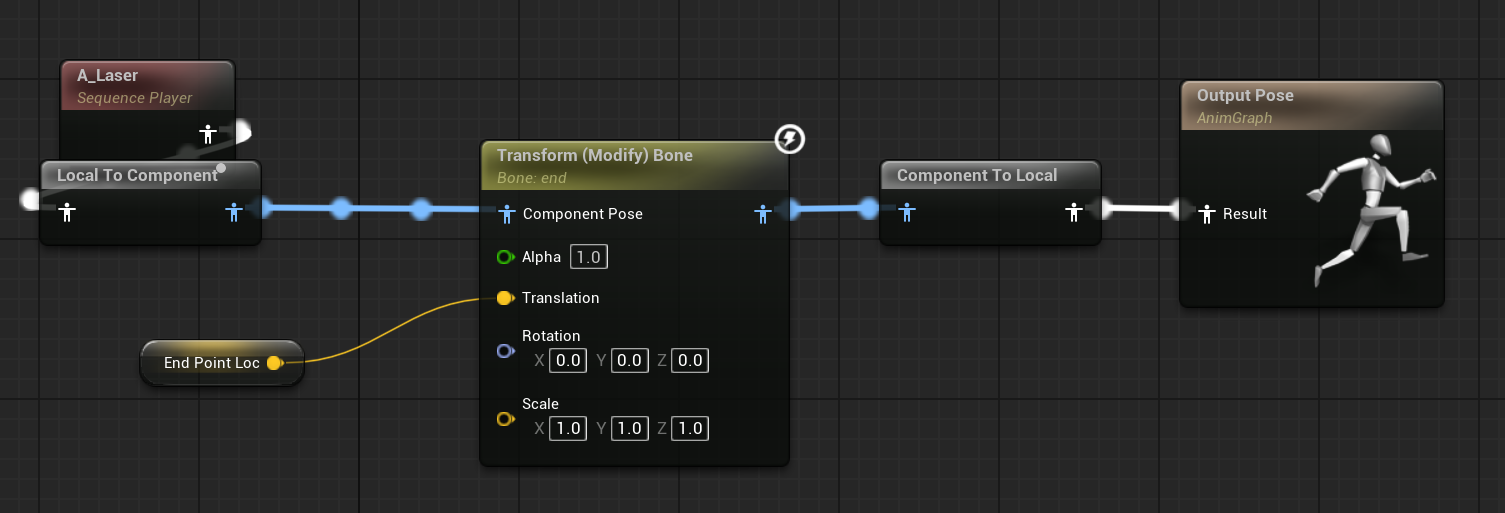 A_Laser
Sequence Player
Local To Component
Transform (Modify) Bone
Bone: end
Component Pose
Alpha 1.0
Translation
Rotation
X 0.0 Y 0.0 Z 0.0
Scale
X 1.0 Y 1.0 Z 1.0
End Point Loc
Component To Local
Output Pose
AnimGraph
Result